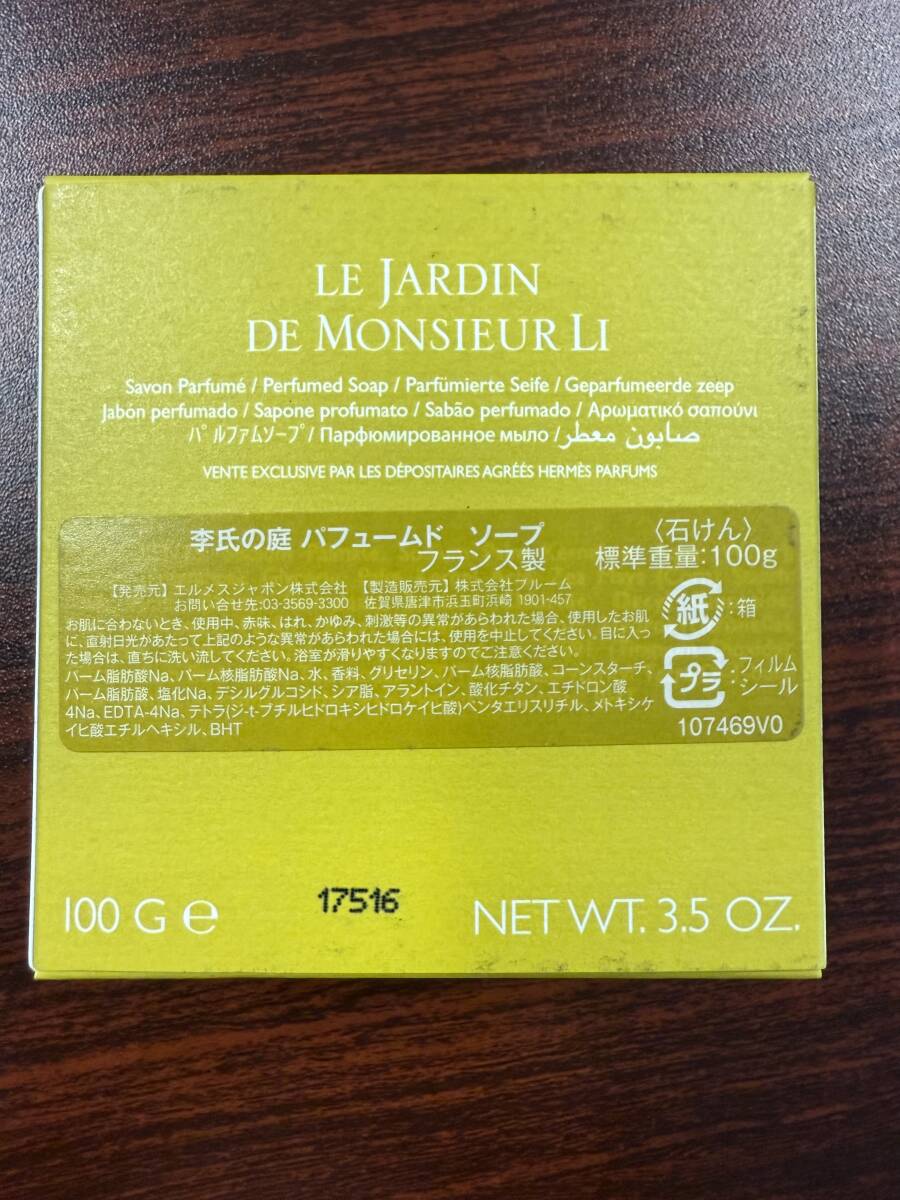 LE JARDIN
DE MONSIEUR LI
Savon Parfumé / Perfumed Soap / Parfümierte Seife / Geparfumeerde zeep
Jabón perfumado / Sapone profumato / Sabão perfumado / Αρωματικό σαπούνι
パルファムソープ / Парфюмированное мыло / صابون معطر
VENTE EXCLUSIVE PAR LES DÉPOSITAIRES AGRÉÉS HERMÈS PARFUMS
李氏の庭 パフュームド ソープ
フランス製
〈石けん〉
標準重量:100g
【発売元】エルメスジャポン株式会社 【製造販売元】株式会社ブルーム
お問い合せ先:03-3569-3300 佐賀県唐津市浜玉町浜崎 1901-457
お肌に合わないとき、使用中、赤味、はれ、かゆみ、刺激等の異常があらわれた場合、使用したお肌
に、直射日光があたって上記のような異常があらわれた場合には、使用を中止してください。目に入っ
た場合は、直ちに洗い流してください。浴室が滑りやすくなりますのでご注意ください。
パーム脂肪酸Na、パーム核脂肪酸Na、水、香料、グリセリン、パーム核脂肪酸、コーンスターチ、
パーム脂肪酸、塩化Na、デシルグルコシド、シア脂、アラントイン、酸化チタン、エチドロン酸
4Na、EDTA-4Na、テトラ(ジ-t-ブチルヒドロキシヒドロケイヒ酸)ペンタエリスリチル、メトキシケ
イヒ酸エチルヘキシル、BHT
紙:箱
プラ:フィルム
シール
107469V0
100 G e
17516
NET WT. 3.5 OZ.